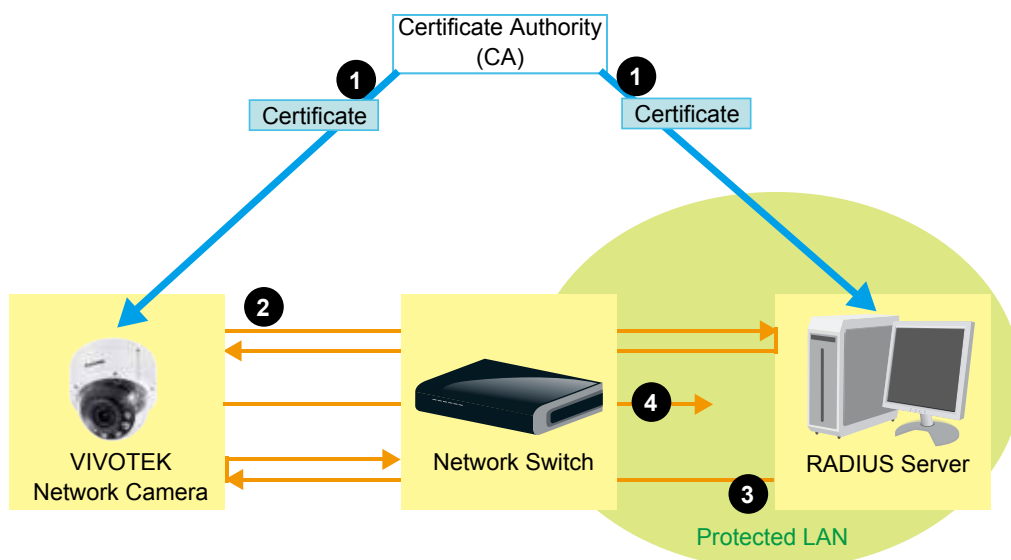 Certificate Authority
(CA)
1
1
Certificate
Certificate
2
4
VIVOTEK
Network Camera
Network Switch
RADIUS Server
3
Protected LAN